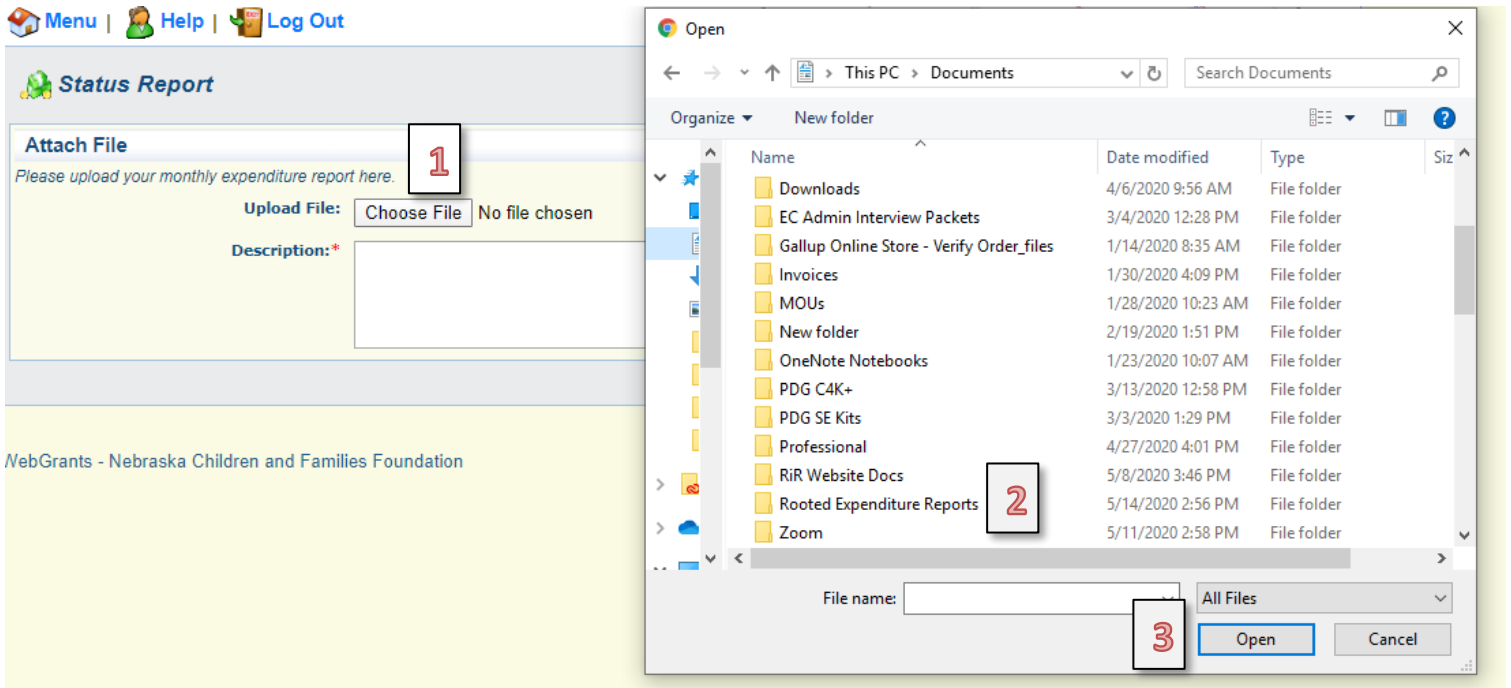 Menu | Help | Log Out
Status Report
Attach File
1
Please upload your monthly expenditure report here.
Upload File: Choose File No file chosen
Description:*
WebGrants - Nebraska Children and Families Foundation
Open
This PC > Documents
Search Documents
Organize New folder
Name Date modified Type Siz
Downloads 4/6/2020 9:56 AM File folder
EC Admin Interview Packets 3/4/2020 12:28 PM File folder
Gallup Online Store - Verify Order_files 1/14/2020 8:35 AM File folder
Invoices 1/30/2020 4:09 PM File folder
MOUs 1/28/2020 10:23 AM File folder
New folder 2/19/2020 1:51 PM File folder
OneNote Notebooks 1/23/2020 10:07 AM File folder
PDG C4K+ 3/13/2020 12:58 PM File folder
PDG SE Kits 3/3/2020 1:29 PM File folder
Professional 4/27/2020 4:01 PM File folder
RiR Website Docs 5/8/2020 3:46 PM File folder
Rooted Expenditure Reports 5/14/2020 2:56 PM File folder
2
Zoom 5/11/2020 2:58 PM File folder
File name: All Files
3
Open Cancel